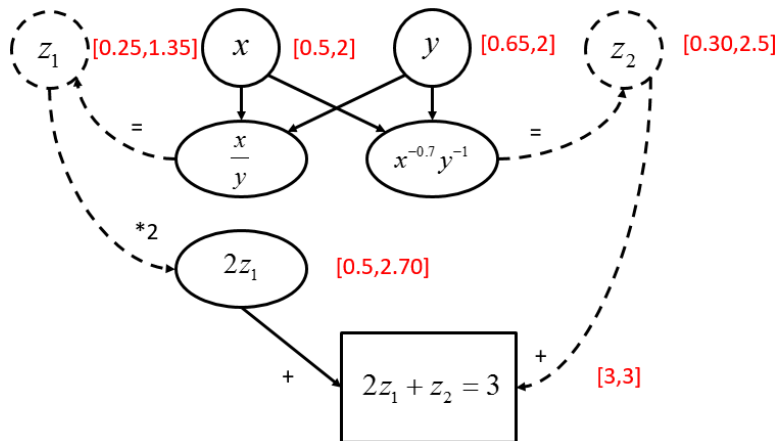 z₁ [0.25,1.35] x [0.5,2] y [0.65,2] z₂ [0.30,2.5]
= x/y x^{-0.7} y^{-1} =
*2 2z₁ [0.5,2.70]
+ 2z₁ + z₂ = 3 + [3,3]